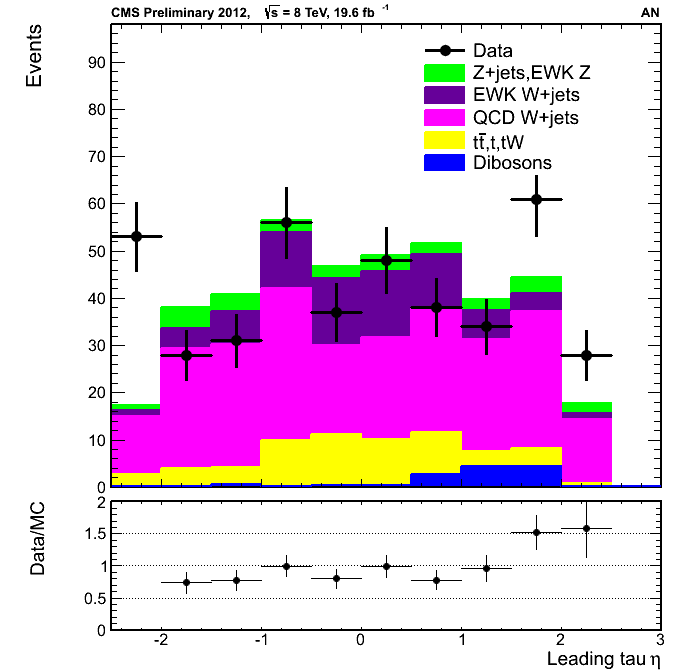 CMS Preliminary 2012, √s = 8 TeV, 19.6 fb⁻¹ AN
Events
90
80
70
60
50
40
30
20
10
0
Data
Z+jets,EWK Z
EWK W+jets
QCD W+jets
tt̄,t,tW
Dibosons
Data/MC
2
1.5
1
0.5
0
-2 -1 0 1 2 3
Leading tau η